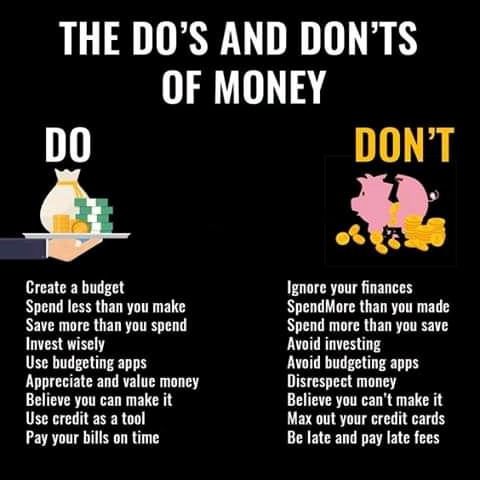 THE DO'S AND DON'TS
OF MONEY
DO
Create a budget
Spend less than you make
Save more than you spend
Invest wisely
Use budgeting apps
Appreciate and value money
Believe you can make it
Use credit as a tool
Pay your bills on time
DON'T
Ignore your finances
SpendMore than you made
Spend more than you save
Avoid investing
Avoid budgeting apps
Disrespect money
Believe you can't make it
Max out your credit cards
Be late and pay late fees